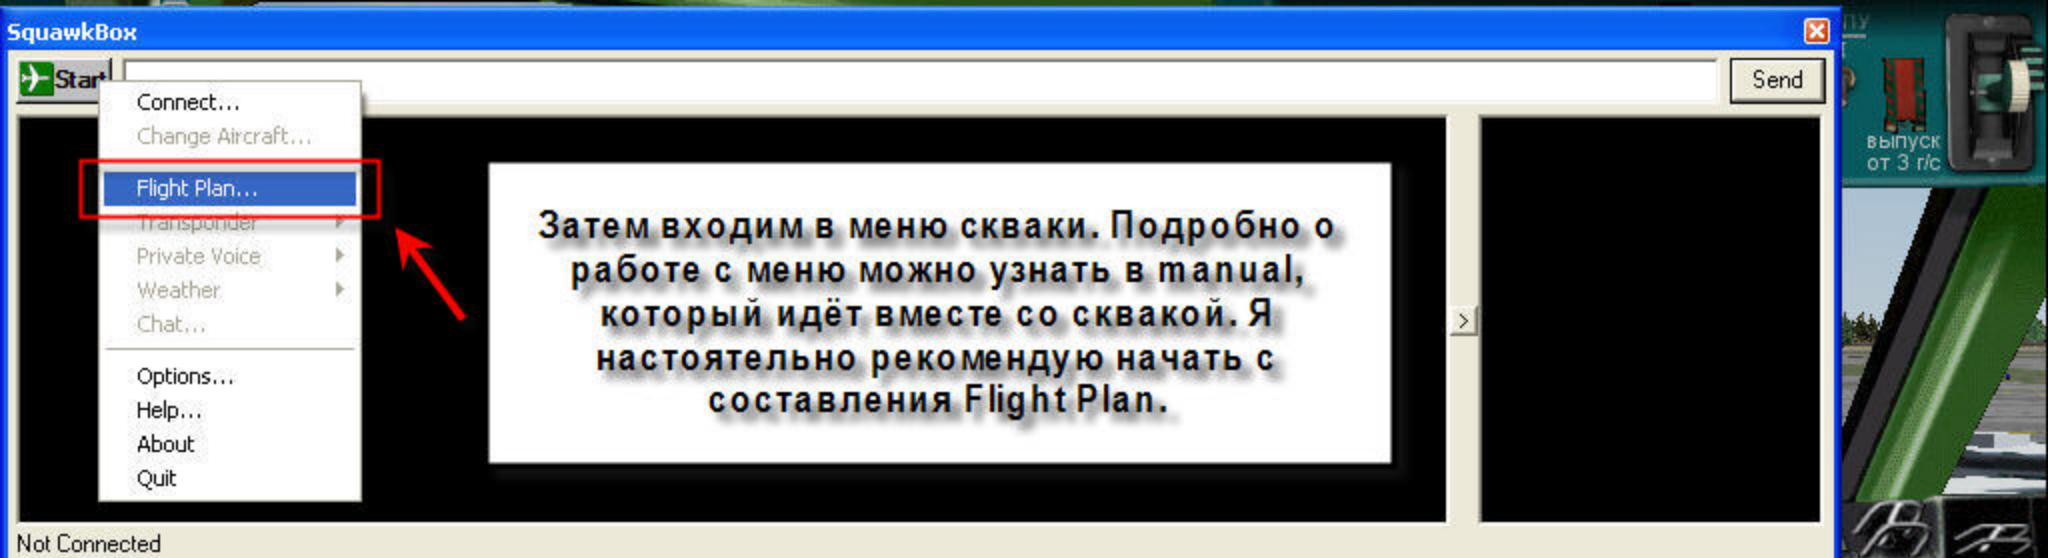 SquawkBox
Start
Send
Connect...
Change Aircraft...
Flight Plan...
Transponder
Private Voice
Weather
Chat...
Options...
Help...
About
Quit
Затем входим в меню скваки. Подробно о
работе с меню можно узнать в manual,
который идёт вместе со сквакой. Я
настоятельно рекомендую начать с
составления Flight Plan.
>
Not Connected
выпуск
от 3 г/с